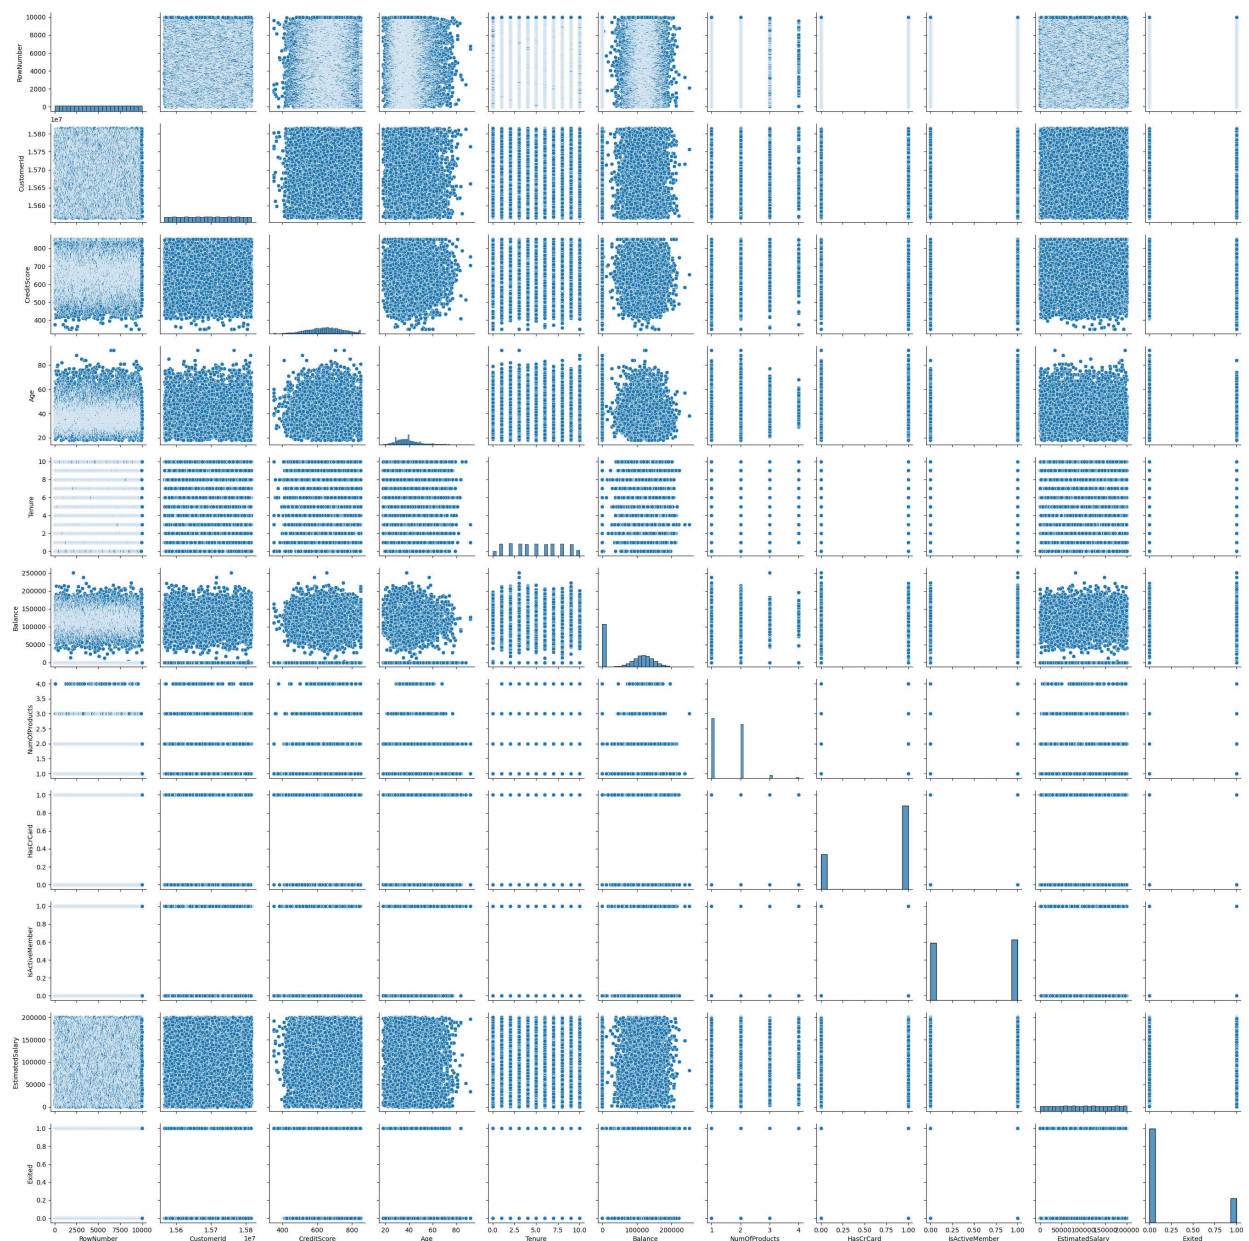 10000
8000
6000
4000
2000
0
RowNumber
1e7
1.580
1.575
1.570
1.565
1.560
CustomerId
800
700
600
500
400
CreditScore
80
60
40
20
Age
10
8
6
4
2
0
Tenure
250000
200000
150000
100000
50000
0
Balance
4.0
3.5
3.0
2.5
2.0
1.5
1.0
NumOfProducts
1.0
0.8
0.6
0.4
0.2
0.0
HasCrCard
1.0
0.8
0.6
0.4
0.2
0.0
IsActiveMember
200000
150000
100000
50000
0
EstimatedSalary
1.0
0.8
0.6
0.4
0.2
0.0
Exited
0 2500 5000 7500 10000
RowNumber
1.56 1.57 1.58
1e7
CustomerId
400 600 800
CreditScore
20 40 60 80
Age
0.0 2.5 5.0 7.5 10.0
Tenure
0 100000 200000
Balance
1 2 3 4
NumOfProducts
0.00 0.25 0.50 0.75 1.00
HasCrCard
0.00 0.25 0.50 0.75 1.00
IsActiveMember
0 50000 100000 150000 200000
EstimatedSalary
0.00 0.25 0.50 0.75 1.00
Exited